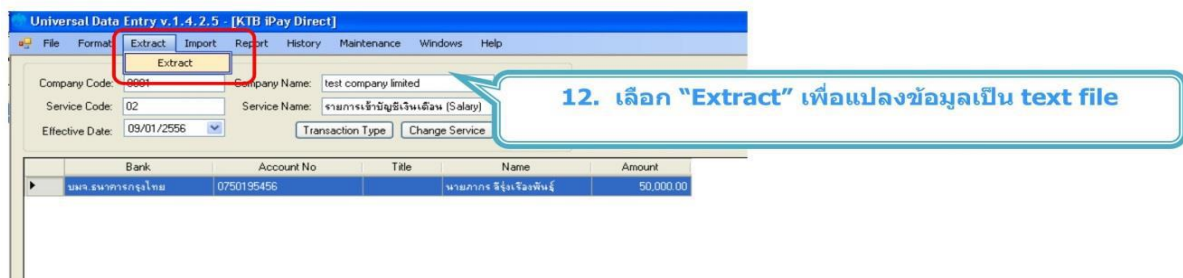 Universal Data Entry v.1.4.2.5 - [KTB iPay Direct]
File Format Extract Import Report History Maintenance Windows Help
Extract
Company Code: 0001 Company Name: test company limited
Service Code: 02 Service Name: รายการเข้าบัญชีเงินเดือน (Salary)
Effective Date: 09/01/2556 Transaction Type Change Service
12. เลือก “Extract” เพื่อแปลงข้อมูลเป็น text file
Bank Account No Title Name Amount
บมจ.ธนาคารกรุงไทย 0750195456 นายภากร ลีรุ่งเรืองพันธุ์ 50,000.00